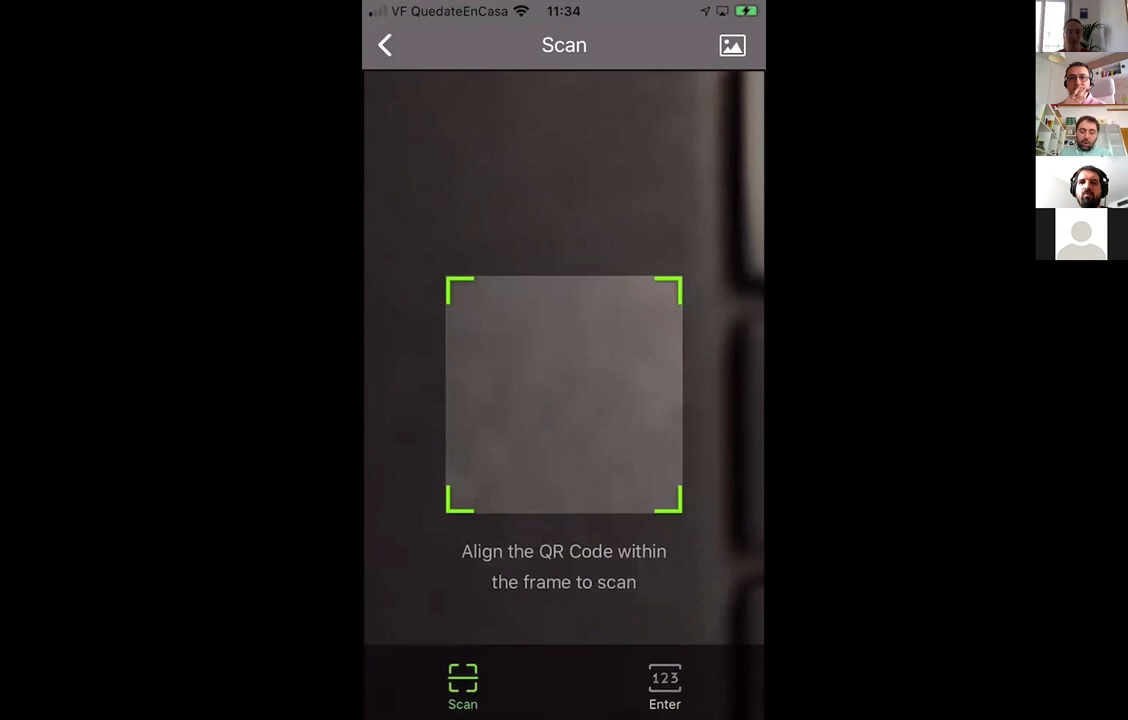 VF QuedateEnCasa 11:34
Scan
Align the QR Code within
the frame to scan
123
Scan Enter